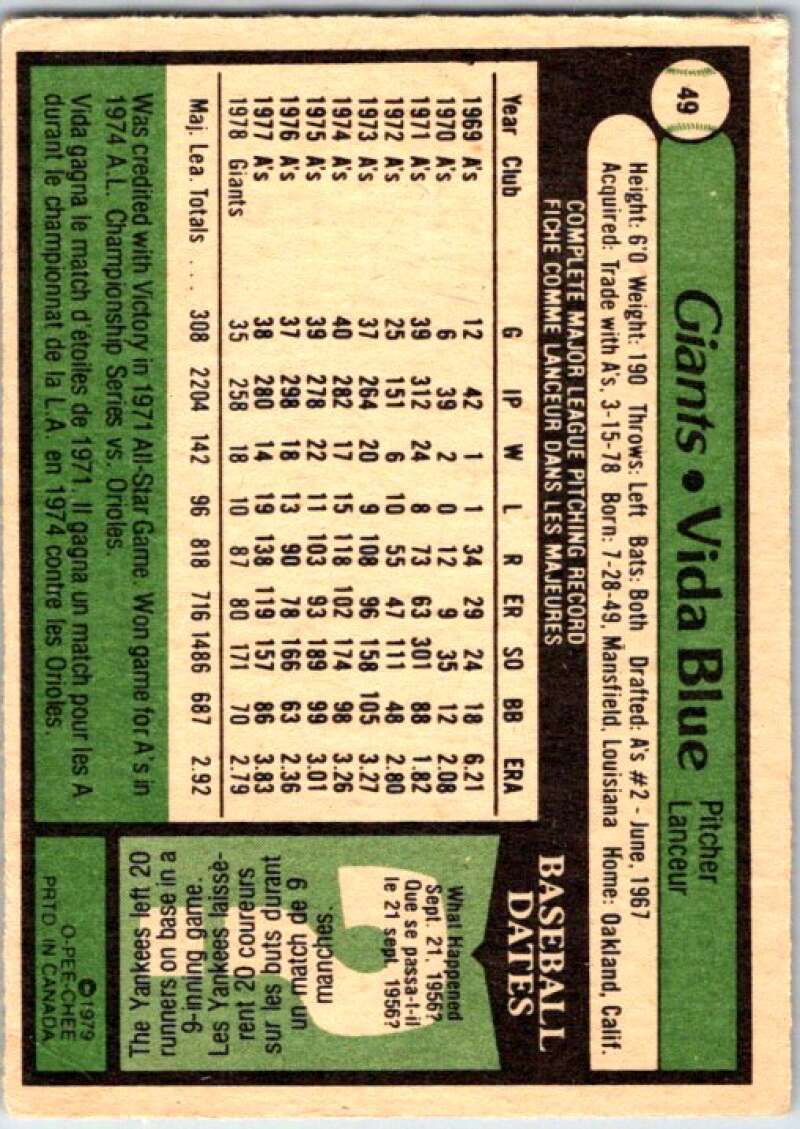 49
Giants • Vida Blue
Pitcher
Lanceur
Height: 6'0 Weight: 190 Throws: Left Bats: Both Drafted: A's #2 - June, 1967
Acquired: Trade with A's, 3-15-78 Born: 7-28-49, Mansfield, Louisiana Home: Oakland, Calif.
COMPLETE MAJOR LEAGUE PITCHING RECORD
FICHE COMME LANCEUR DANS LES MAJEURES
Year Club G IP W L R ER SO BB ERA
1969 A's 12 42 1 1 34 29 24 18 6.21
1970 A's 6 39 2 0 12 9 35 12 2.08
1971 A's 39 312 24 8 73 63 301 88 1.82
1972 A's 25 151 6 10 55 47 111 48 2.80
1973 A's 37 264 20 9 108 96 158 105 3.27
1974 A's 40 282 17 15 118 102 174 98 3.26
1975 A's 39 278 22 11 103 93 189 99 3.01
1976 A's 37 298 18 13 90 78 166 63 2.36
1977 A's 38 280 14 19 138 119 157 86 3.83
1978 Giants 35 258 18 10 87 80 171 70 2.79
Maj. Lea. Totals . . . 308 2204 142 96 818 716 1486 687 2.92
Was credited with Victory in 1971 All-Star Game. Won game for A's in
1974 A.L. Championship Series vs. Orioles.
Vida gagna le match d'étoiles de 1971. Il gagna un match pour les A
durant le championnat de la L.A. en 1974 contre les Orioles.
BASEBALL
DATES
What Happened
Sept. 21, 1956?
Que se passa-t-il
le 21 sept. 1956?
The Yankees left 20
runners on base in a
9-inning game.
Les Yankees laissè-
rent 20 coureurs
sur les buts durant
un match de 9
manches.
©1979
O-PEE-CHEE
PRTD. IN CANADA